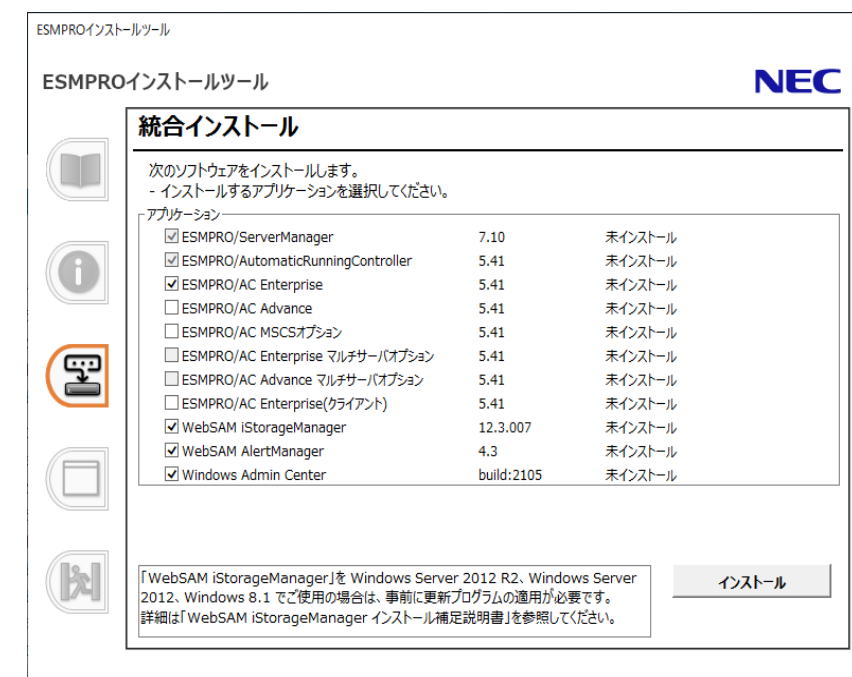 ESMPROインストールツール
ESMPROインストールツール
NEC
統合インストール
次のソフトウェアをインストールします。
- インストールするアプリケーションを選択してください。
アプリケーション
ESMPRO/ServerManager 7.10 未インストール
ESMPRO/AutomaticRunningController 5.41 未インストール
ESMPRO/AC Enterprise 5.41 未インストール
ESMPRO/AC Advance 5.41 未インストール
ESMPRO/AC MSCSオプション 5.41 未インストール
ESMPRO/AC Enterprise マルチサーバオプション 5.41 未インストール
ESMPRO/AC Advance マルチサーバオプション 5.41 未インストール
ESMPRO/AC Enterprise(クライアント) 5.41 未インストール
WebSAM iStorageManager 12.3.007 未インストール
WebSAM AlertManager 4.3 未インストール
Windows Admin Center build:2105 未インストール
「WebSAM iStorageManager」を Windows Server 2012 R2、Windows Server
2012、Windows 8.1 でご使用の場合は、事前に更新プログラムの適用が必要です。
詳細は「WebSAM iStorageManager インストール補足説明書」を参照してください。
インストール